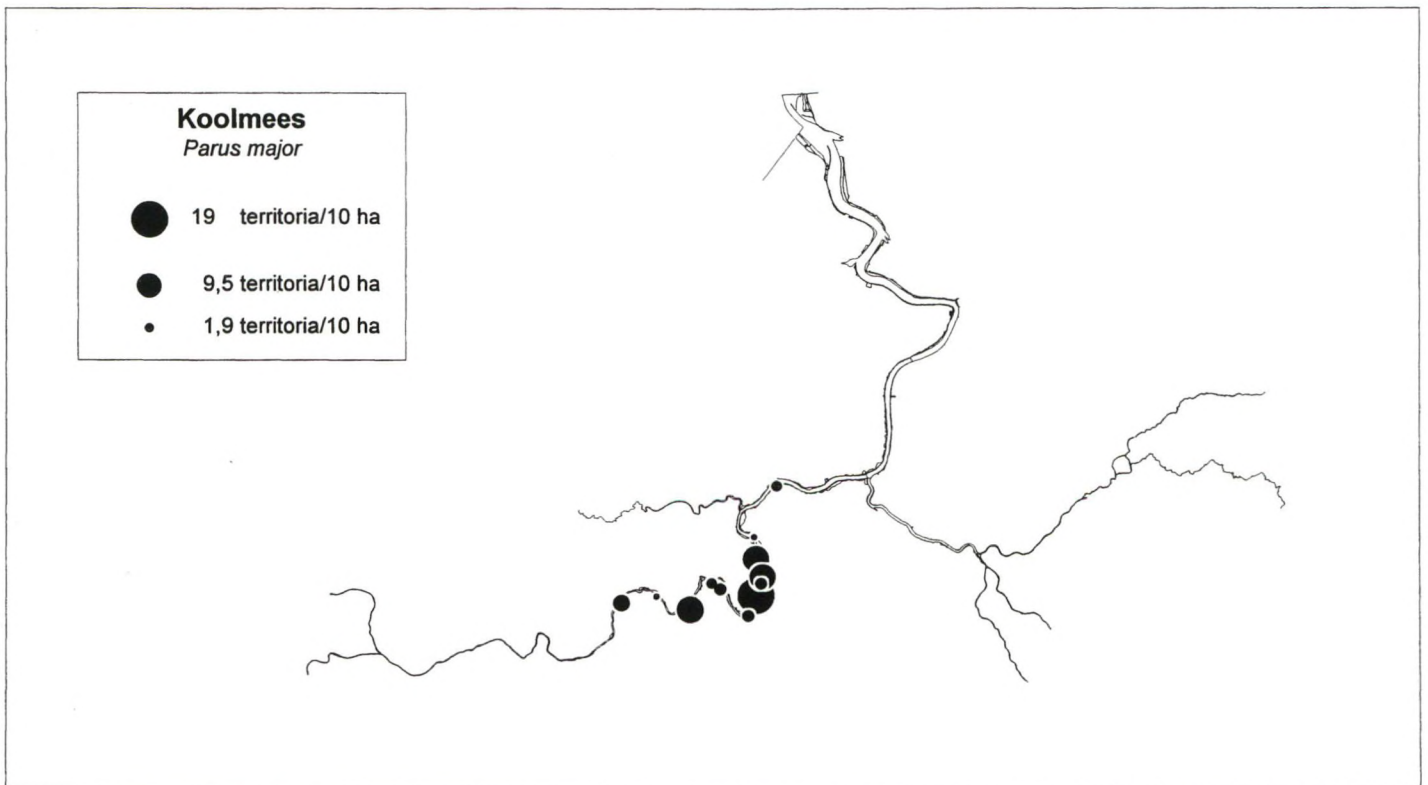 Koolmees
Parus major
19 territoria/10 ha
9,5 territoria/10 ha
1,9 territoria/10 ha